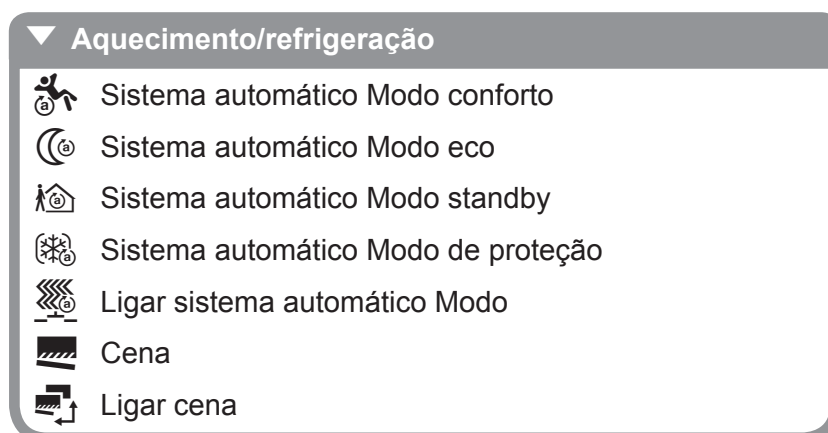 Aquecimento/refrigeração
Sistema automático Modo conforto
Sistema automático Modo eco
Sistema automático Modo standby
Sistema automático Modo de proteção
Ligar sistema automático Modo
Cena
Ligar cena